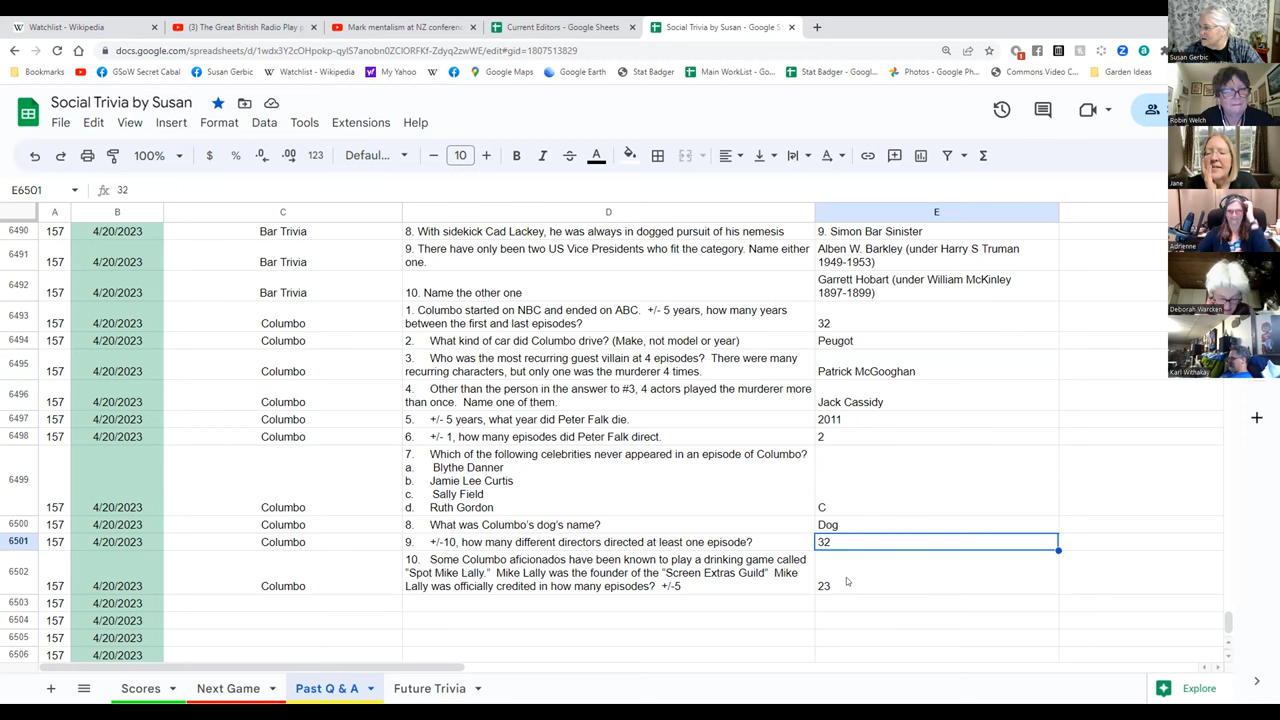 Watchlist - Wikipedia
(3) The Great British Radio Play p
Mark mentalism at NZ conferenc
Current Editors - Google Sheets
Social Trivia by Susan - Google S
docs.google.com/spreadsheets/d/1wdx3Y2cOHpokp-qyIS7anobn0ZClORFKf-Zdyq2zwWE/edit#gid=1807513829
Bookmarks
GSoW Secret Cabal
Susan Gerbic
Watchlist - Wikipedia
My Yahoo
Google Maps
Google Earth
Stat Badger
Main WorkList - Go...
Stat Badger - Googl...
Photos - Google Ph...
Commons Video C...
Garden Ideas
Social Trivia by Susan
File Edit View Insert Format Data Tools Extensions Help
100% $ % .0 .00 123 Defaul... 10 B I A
E6501 fx 32
A B C D E
6490 157 4/20/2023 Bar Trivia 8. With sidekick Cad Lackey, he was always in dogged pursuit of his nemesis 9. Simon Bar Sinister
9. There have only been two US Vice Presidents who fit the category. Name either Alben W. Barkley (under Harry S Truman
6491 157 4/20/2023 Bar Trivia one. 1949-1953)
Garrett Hobart (under William McKinley
6492 157 4/20/2023 Bar Trivia 10. Name the other one 1897-1899)
1. Columbo started on NBC and ended on ABC. +/- 5 years, how many years
6493 157 4/20/2023 Columbo between the first and last episodes? 32
6494 157 4/20/2023 Columbo 2. What kind of car did Columbo drive? (Make, not model or year) Peugot
3. Who was the most recurring guest villain at 4 episodes? There were many
6495 157 4/20/2023 Columbo recurring characters, but only one was the murderer 4 times. Patrick McGooghan
4. Other than the person in the answer to #3, 4 actors played the murderer more
6496 157 4/20/2023 Columbo than once. Name one of them. Jack Cassidy
6497 157 4/20/2023 Columbo 5. +/- 5 years, what year did Peter Falk die. 2011
6498 157 4/20/2023 Columbo 6. +/- 1, how many episodes did Peter Falk direct. 2
7. Which of the following celebrities never appeared in an episode of Columbo?
a. Blythe Danner
b. Jamie Lee Curtis
c. Sally Field
6499 157 4/20/2023 Columbo d. Ruth Gordon C
6500 157 4/20/2023 Columbo 8. What was Columbo's dog's name? Dog
6501 157 4/20/2023 Columbo 9. +/-10, how many different directors directed at least one episode? 32
10. Some Columbo aficionados have been known to play a drinking game called
"Spot Mike Lally." Mike Lally was the founder of the "Screen Extras Guild" Mike
6502 157 4/20/2023 Columbo Lally was officially credited in how many episodes? +/-5 23
6503 157 4/20/2023
6504 157 4/20/2023
6505 157 4/20/2023
6506 157 4/20/2023
Scores Next Game Past Q & A Future Trivia Explore
Susan Gerbic
Robin Welch
Jane
Adrienne
Deborah Warcken
Karl Withakay